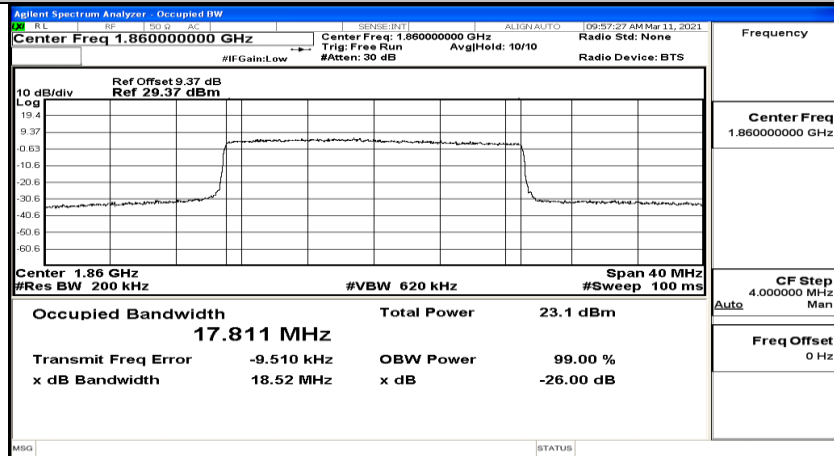 Agilent Spectrum Analyzer - Occupied BW
LXI RL RF 50 Ω AC SENSE:INT ALIGN AUTO 09:57:27 AM Mar 11, 2021
Center Freq 1.860000000 GHz Center Freq: 1.860000000 GHz Radio Std: None Frequency
Trig: Free Run Avg|Hold: 10/10
#IFGain:Low #Atten: 30 dB Radio Device: BTS
Ref Offset 9.37 dB
10 dB/div Ref 29.37 dBm
Log
19.4
9.37
-0.63
-10.6
-20.6
-30.6
-40.6
-50.6
-60.6
Center 1.86 GHz Span 40 MHz
#Res BW 200 kHz #VBW 620 kHz #Sweep 100 ms
Occupied Bandwidth Total Power 23.1 dBm
17.811 MHz
Transmit Freq Error -9.510 kHz OBW Power 99.00 %
x dB Bandwidth 18.52 MHz x dB -26.00 dB
Center Freq
1.860000000 GHz
CF Step
4.000000 MHz
Auto Man
Freq Offset
0 Hz
MSG STATUS